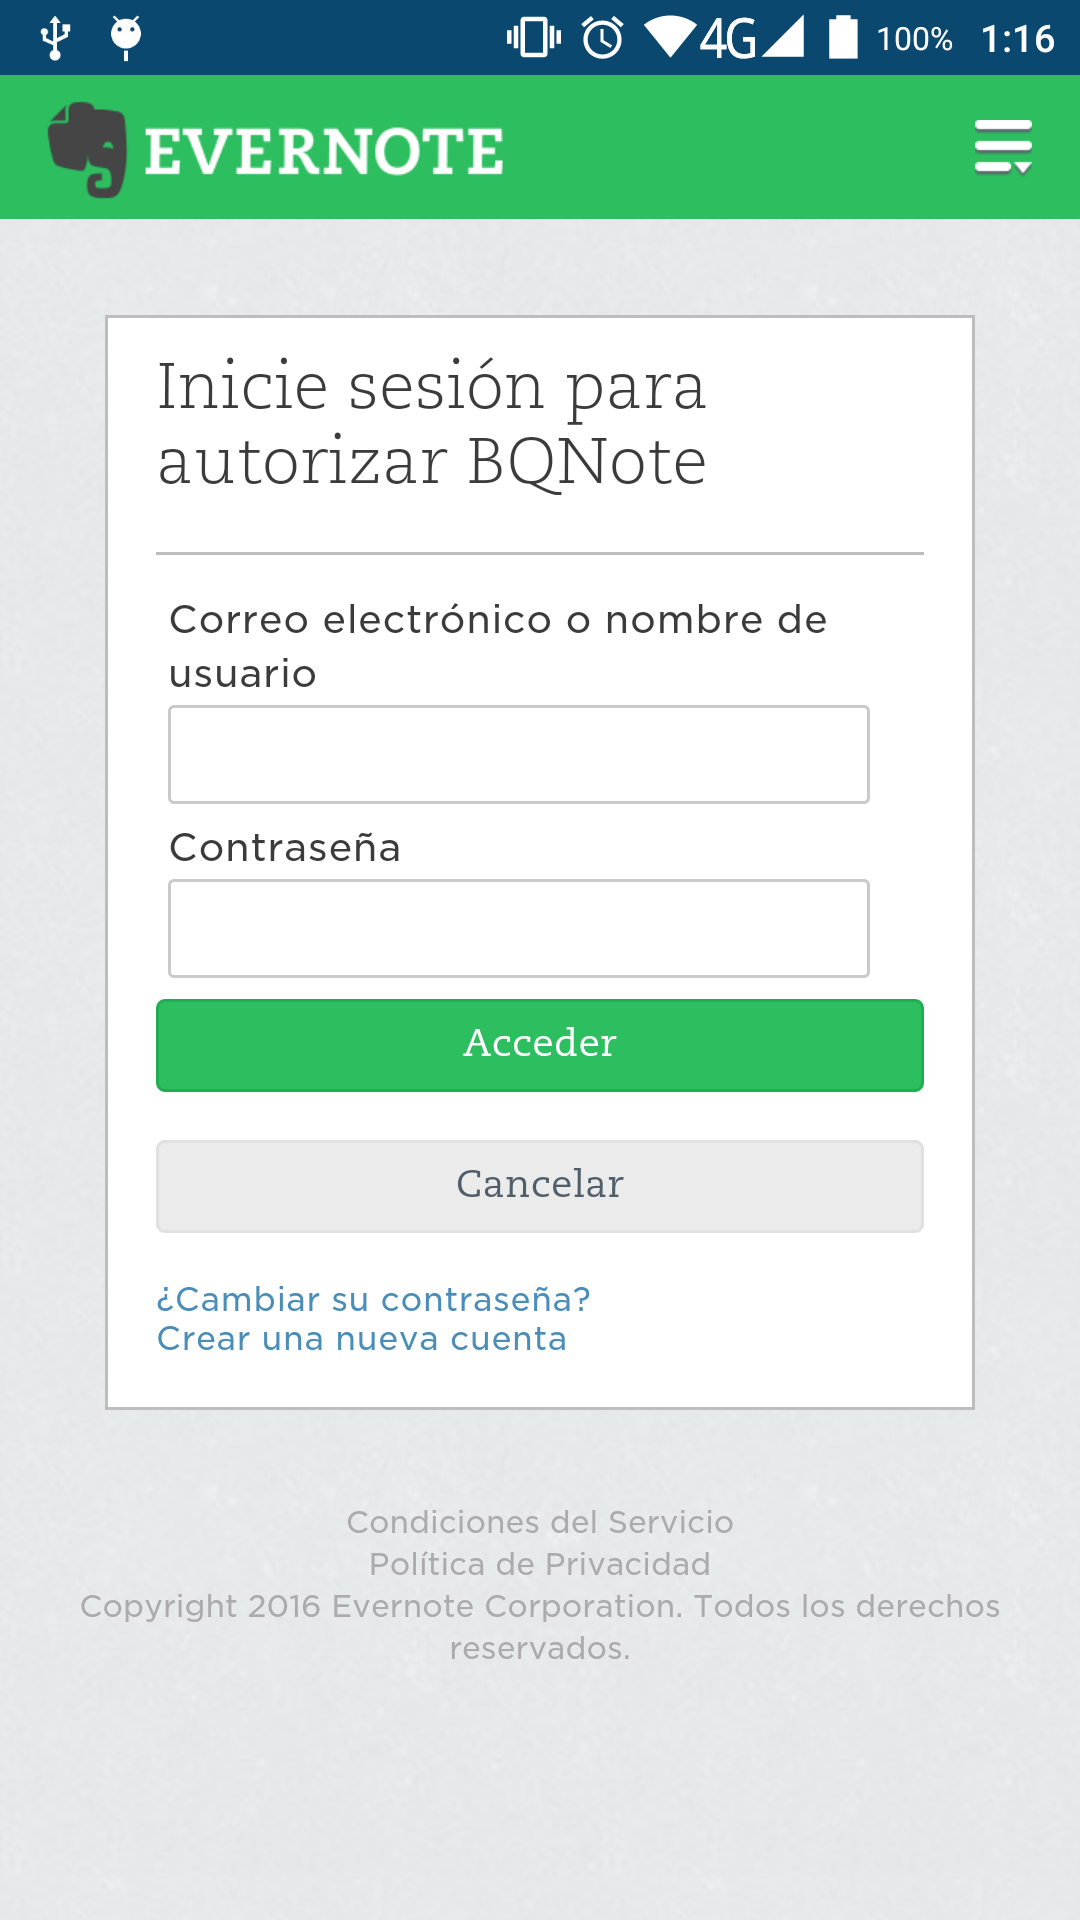 4G 100% 1:16
EVERNOTE
Inicie sesión para
autorizar BQNote
Correo electrónico o nombre de
usuario
Contraseña
Acceder
Cancelar
¿Cambiar su contraseña?
Crear una nueva cuenta
Condiciones del Servicio
Política de Privacidad
Copyright 2016 Evernote Corporation. Todos los derechos
reservados.